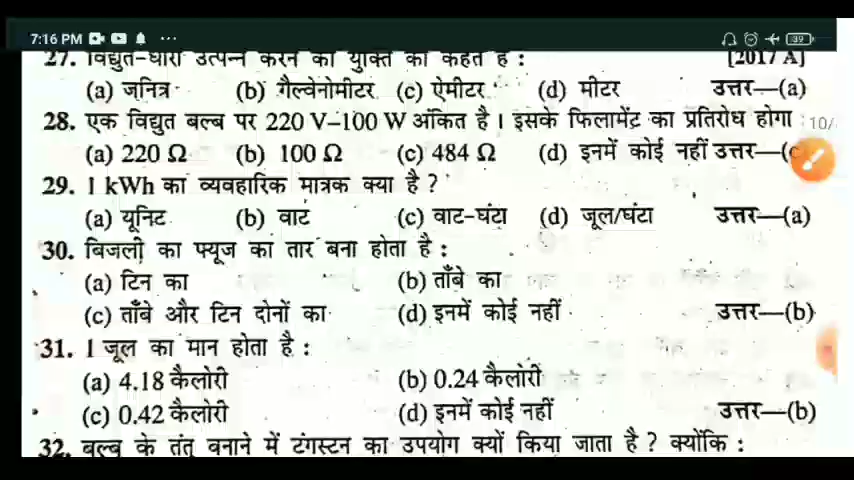 7:16 PM ... 39
27. विद्युत-धारा उत्पन्न करने की युक्ति को कहते हैं : [2017 A]
(a) जनित्र (b) गैल्वेनोमीटर (c) ऐमीटर (d) मीटर उत्तर—(a)
28. एक विद्युत बल्ब पर 220 V–100 W अंकित है। इसके फिलामेंट का प्रतिरोध होगा : 10/
(a) 220 Ω (b) 100 Ω (c) 484 Ω (d) इनमें कोई नहीं उत्तर—(c
29. 1 kWh का व्यवहारिक मात्रक क्या है ?
(a) यूनिट (b) वाट (c) वाट-घंटा (d) जूल/घंटा उत्तर—(a)
30. बिजली का फ्यूज का तार बना होता है :
(a) टिन का (b) ताँबे का
(c) ताँबे और टिन दोनों का (d) इनमें कोई नहीं उत्तर—(b)
31. 1 जूल का मान होता है :
(a) 4.18 कैलोरी (b) 0.24 कैलोरी
(c) 0.42 कैलोरी (d) इनमें कोई नहीं उत्तर—(b)
32. बल्ब के तंतु बनाने में टंगस्टन का उपयोग क्यों किया जाता है ? क्योंकि :